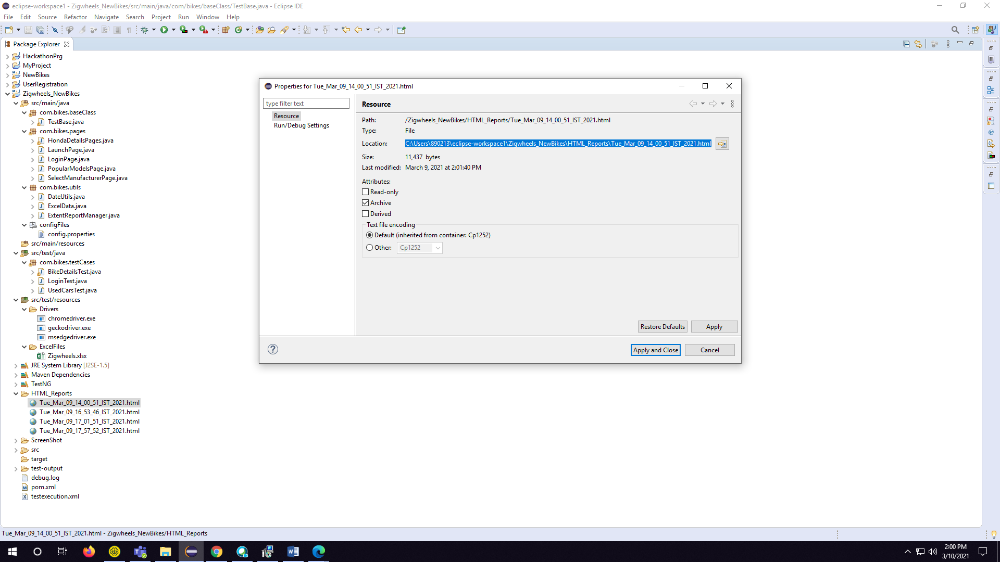 eclipse-workspace1 - Zigwheels_NewBikes/src/main/java/com/bikes/baseClass/TestBase.java - Eclipse IDE
File Edit Source Refactor Navigate Search Project Run Window Help
Package Explorer
HackathonPrg
MyProject
NewBikes
UserRegistration
Zigwheels_NewBikes
src/main/java
com.bikes.baseClass
TestBase.java
com.bikes.pages
HondaDetailsPages.java
LaunchPage.java
LoginPage.java
PopularModelsPage.java
SelectManufacturerPage.java
com.bikes.utils
DateUtils.java
ExcelData.java
ExtentReportManager.java
configFiles
config.properties
src/main/resources
src/test/java
com.bikes.testCases
BikeDetailsTest.java
LoginTest.java
UsedCarsTest.java
src/test/resources
Drivers
chromedriver.exe
geckodriver.exe
msedgedriver.exe
ExcelFiles
Zigwheels.xlsx
JRE System Library [J2SE-1.5]
Maven Dependencies
TestNG
HTML_Reports
Tue_Mar_09_14_00_51_IST_2021.html
Tue_Mar_09_16_53_46_IST_2021.html
Tue_Mar_09_17_01_51_IST_2021.html
Tue_Mar_09_17_57_52_IST_2021.html
ScreenShot
src
target
test-output
debug.log
pom.xml
testexecution.xml
Properties for Tue_Mar_09_14_00_51_IST_2021.html
type filter text
Resource
Run/Debug Settings
Resource
Path: /Zigwheels_NewBikes/HTML_Reports/Tue_Mar_09_14_00_51_IST_2021.html
Type: File
Location: C:\Users\890213\eclipse-workspace1\Zigwheels_NewBikes\HTML_Reports\Tue_Mar_09_14_00_51_IST_2021.html
Size: 11,437 bytes
Last modified: March 9, 2021 at 2:01:40 PM
Attributes:
Read-only
Archive
Derived
Text file encoding
Default (inherited from container: Cp1252)
Other: Cp1252
Restore Defaults Apply
Apply and Close Cancel
Tue_Mar_09_14_00_51_IST_2021.html - Zigwheels_NewBikes/HTML_Reports
2:00 PM
3/10/2021